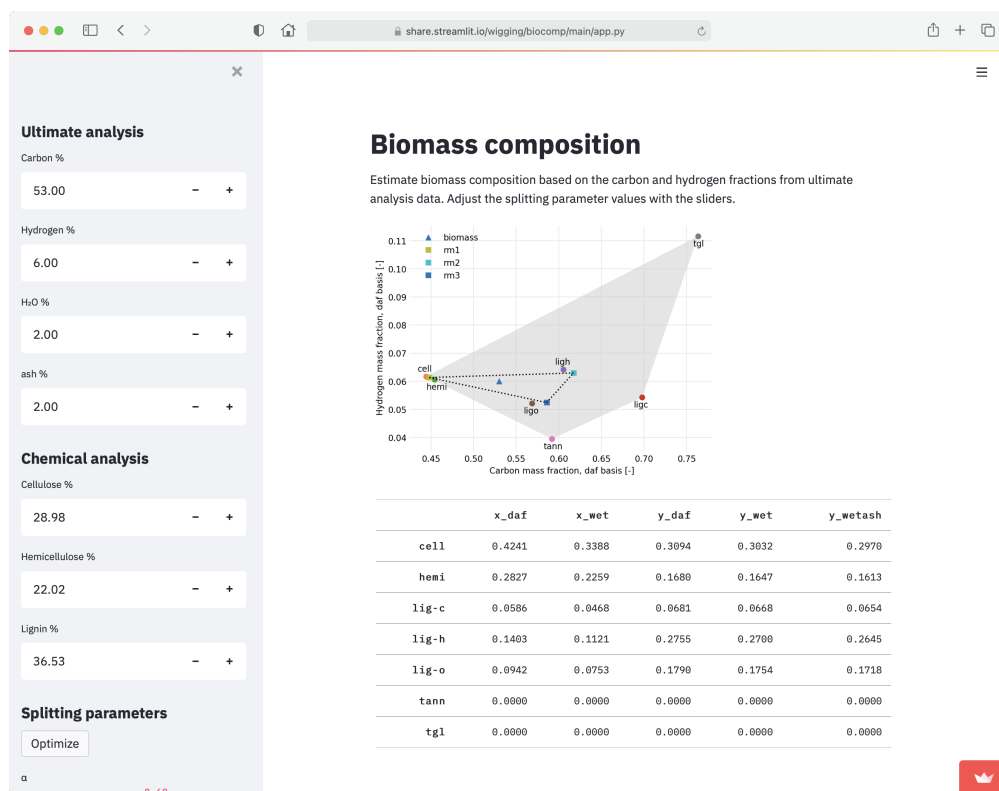 share.streamlit.io/wigging/biocomp/main/app.py
Ultimate analysis
Carbon %
53.00 − +
Hydrogen %
6.00 − +
H₂O %
2.00 − +
ash %
2.00 − +
Chemical analysis
Cellulose %
28.98 − +
Hemicellulose %
22.02 − +
Lignin %
36.53 − +
Splitting parameters
Optimize
α
Biomass composition
Estimate biomass composition based on the carbon and hydrogen fractions from ultimate
analysis data. Adjust the splitting parameter values with the sliders.
Hydrogen mass fraction, daf basis [-]
0.11
0.10
0.09
0.08
0.07
0.06
0.05
0.04
biomass
rm1
rm2
rm3
tgl
cell
hemi
ligh
ligo
ligc
tann
0.45 0.50 0.55 0.60 0.65 0.70 0.75
Carbon mass fraction, daf basis [-]
x_daf x_wet y_daf y_wet y_wetash
cell 0.4241 0.3388 0.3094 0.3032 0.2970
hemi 0.2827 0.2259 0.1680 0.1647 0.1613
lig-c 0.0586 0.0468 0.0681 0.0668 0.0654
lig-h 0.1403 0.1121 0.2755 0.2700 0.2645
lig-o 0.0942 0.0753 0.1790 0.1754 0.1718
tann 0.0000 0.0000 0.0000 0.0000 0.0000
tgl 0.0000 0.0000 0.0000 0.0000 0.0000